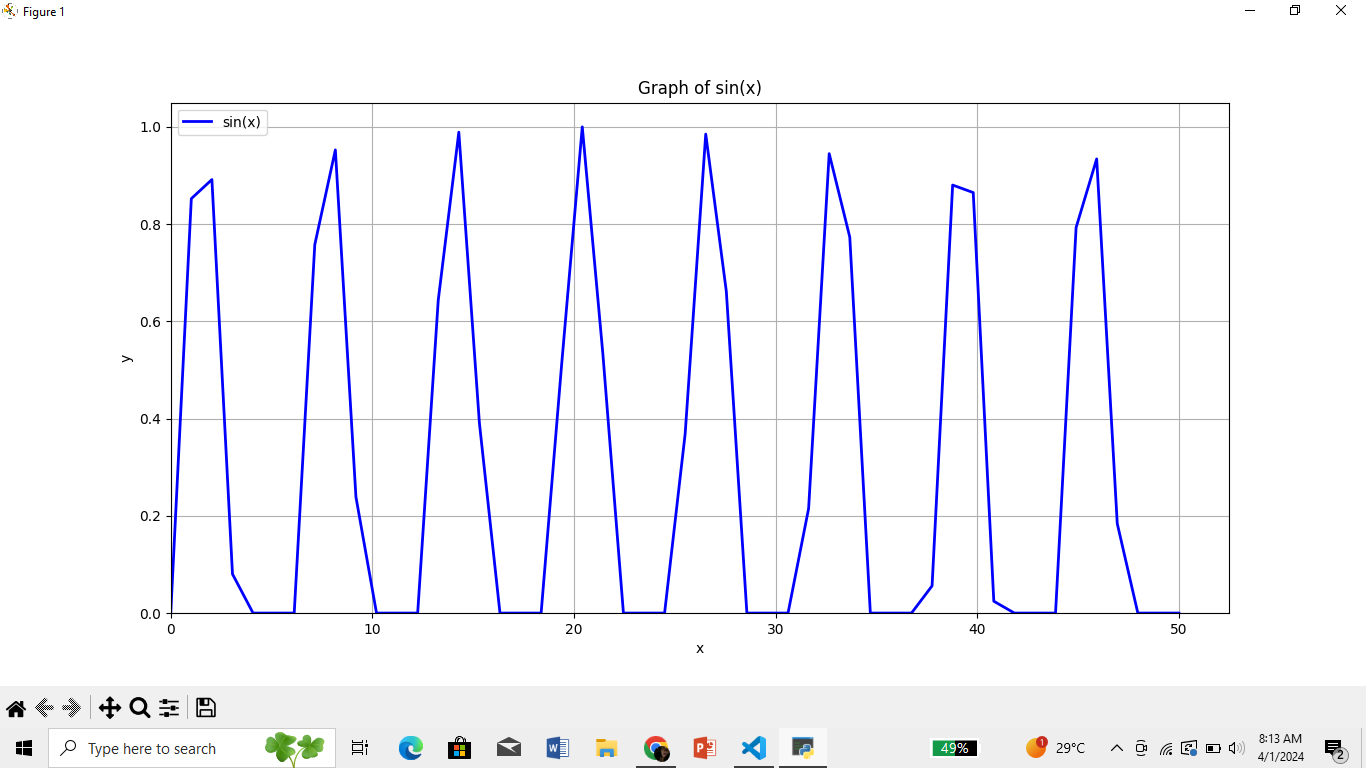 Figure 1
Graph of sin(x)
sin(x)
1.0
0.8
0.6
0.4
0.2
0.0
y
0 10 20 30 40 50
x
Type here to search
49%
1
29°C
8:13 AM
4/1/2024
2